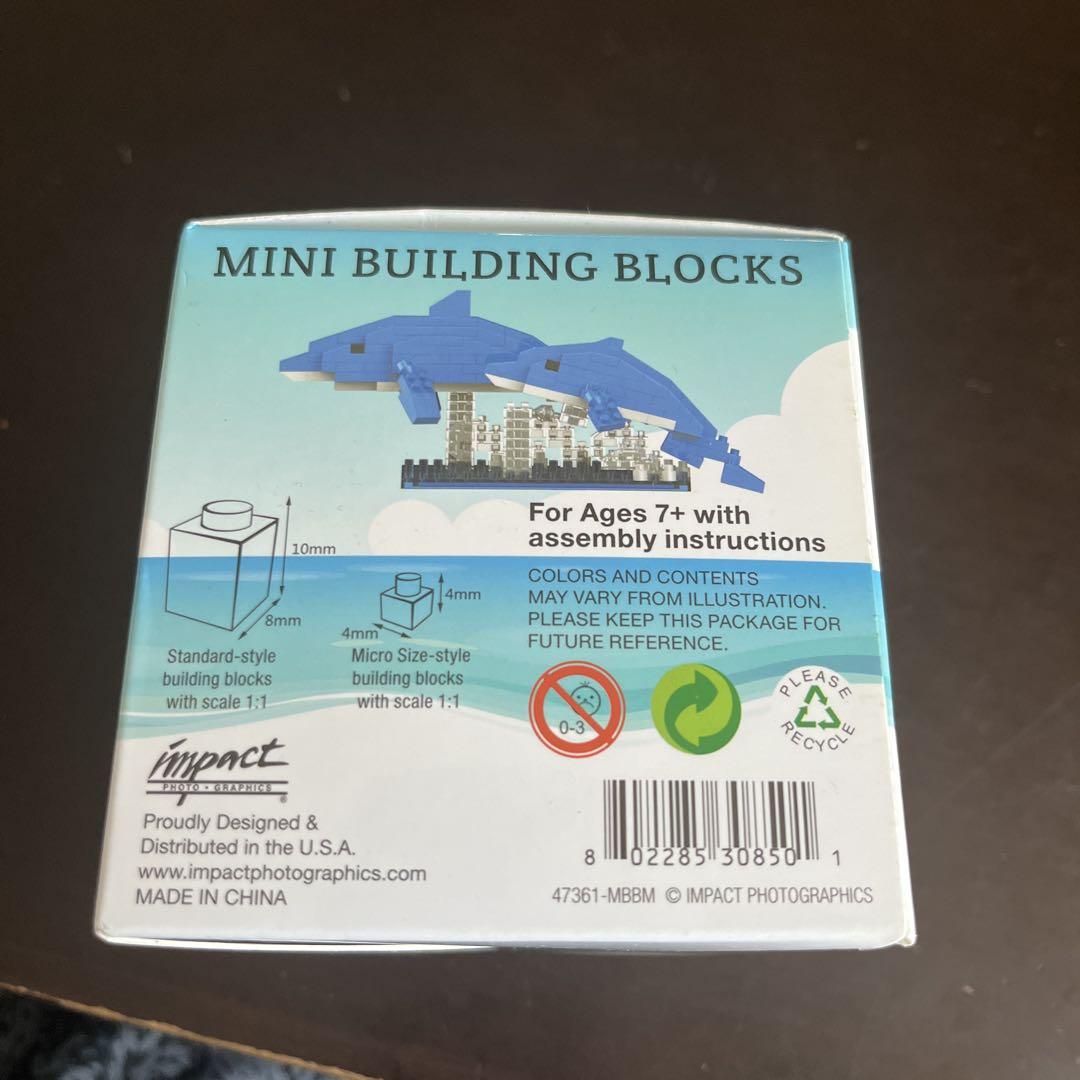 MINI BUILDING BLOCKS
For Ages 7+ with
assembly instructions
10mm
8mm
4mm
4mm
Standard-style
building blocks
with scale 1:1
Micro Size-style
building blocks
with scale 1:1
COLORS AND CONTENTS
MAY VARY FROM ILLUSTRATION.
PLEASE KEEP THIS PACKAGE FOR
FUTURE REFERENCE.
0-3
PLEASE
RECYCLE
impact
PHOTO • GRAPHICS
®
Proudly Designed &
Distributed in the U.S.A.
www.impactphotographics.com
MADE IN CHINA
8 02285 30850 1
47361-MBBM © IMPACT PHOTOGRAPHICS